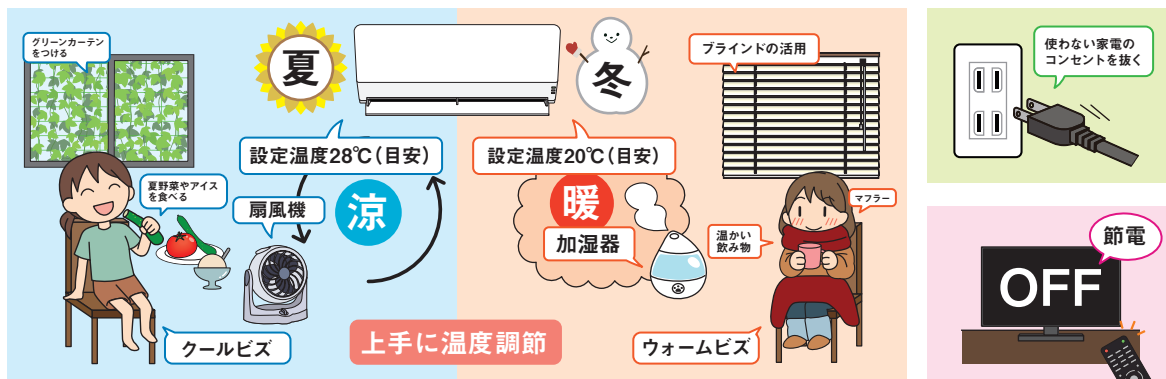 グリーンカーテン
をつける
夏
冬
ブラインドの活用
設定温度28℃(目安)
設定温度20℃(目安)
夏野菜やアイス
を食べる
扇風機
涼
暖
加湿器
温かい
飲み物
マフラー
クールビズ
上手に温度調節
ウォームビズ
使わない家電の
コンセントを抜く
節電
OFF